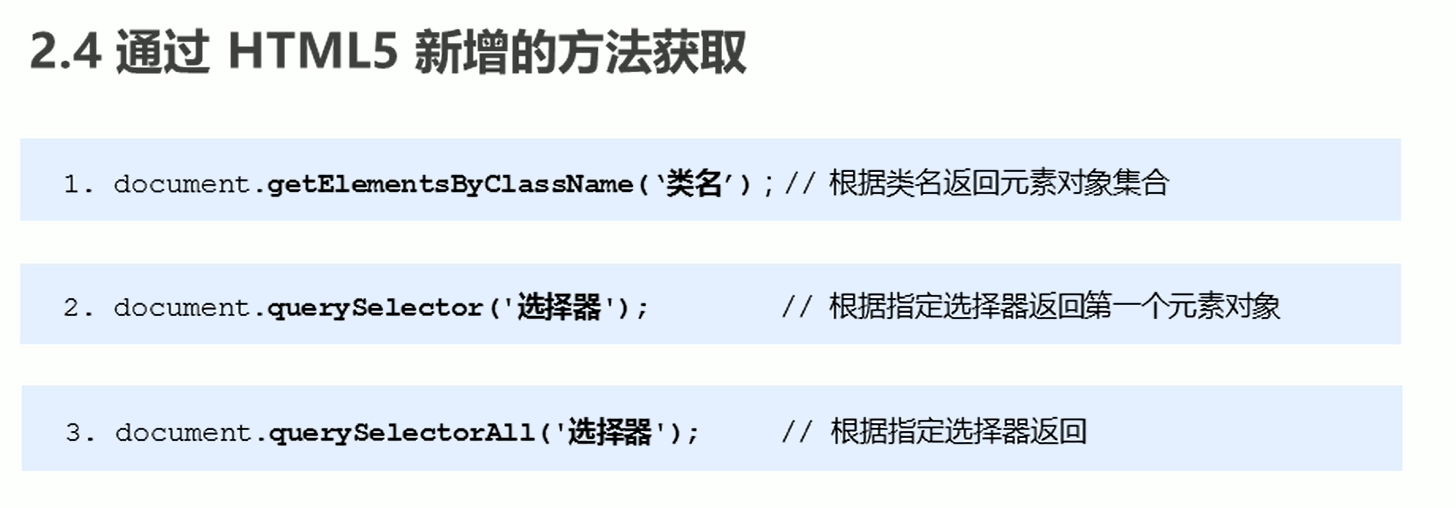 2.4 通过 HTML5 新增的方法获取
1. document.getElementsByClassName(‘类名’);// 根据类名返回元素对象集合
2. document.querySelector('选择器'); // 根据指定选择器返回第一个元素对象
3. document.querySelectorAll('选择器'); // 根据指定选择器返回